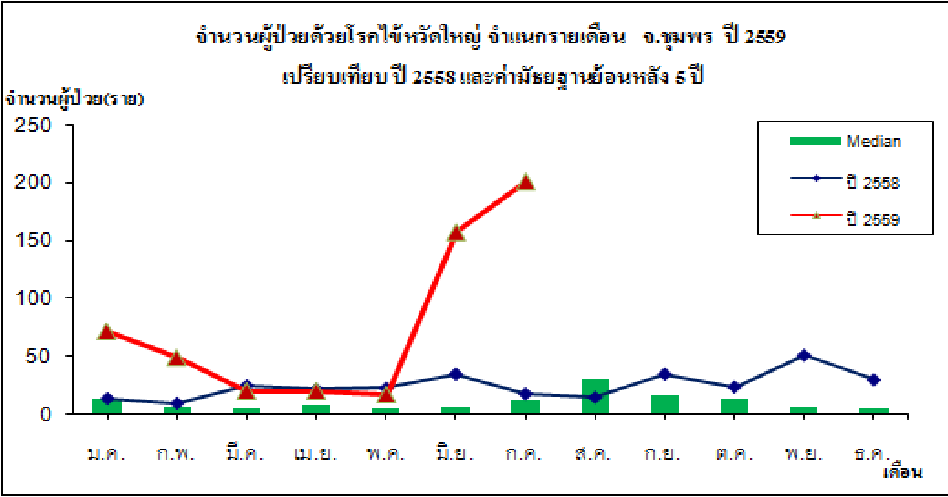 จำนวนผู้ป่วยด้วยโรคไข้หวัดใหญ่ จำแนกรายเดือน จ.ชุมพร ปี 2559
เปรียบเทียบ ปี 2558 และค่ามัธยฐานย้อนหลัง 5 ปี
จำนวนผู้ป่วย(ราย)
250
200
150
100
50
0
Median
ปี 2558
ปี 2559
ม.ค. ก.พ. มี.ค. เม.ย. พ.ค. มิ.ย. ก.ค. ส.ค. ก.ย. ต.ค. พ.ย. ธ.ค.
เดือน